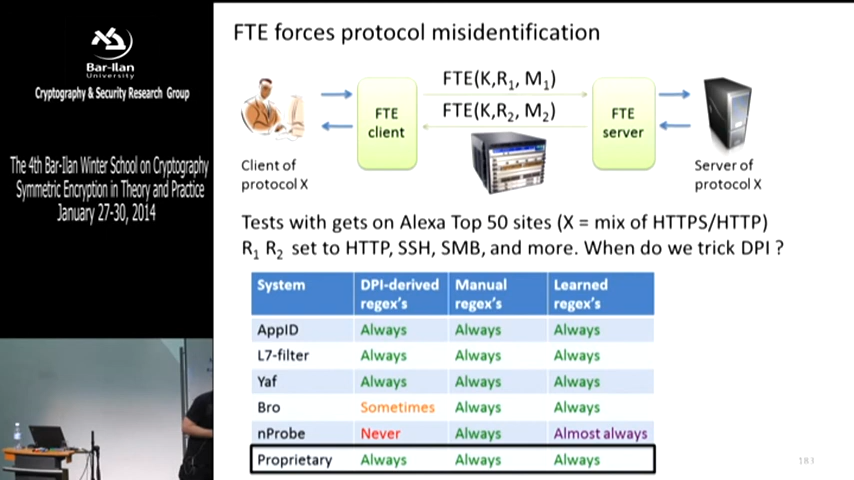 Bar-Ilan
University
Cryptography & Security Research Group
The 4th Bar-Ilan Winter School on Cryptography
Symmetric Encryption in Theory and Practice
January 27-30, 2014
FTE forces protocol misidentification
FTE(K,R1, M1)
FTE(K,R2, M2)
FTE
client
FTE
server
Client of
protocol X
Server of
protocol X
Tests with gets on Alexa Top 50 sites (X = mix of HTTPS/HTTP)
R1 R2 set to HTTP, SSH, SMB, and more. When do we trick DPI ?
System DPI-derived regex's Manual regex's Learned regex's
AppID Always Always Always
L7-filter Always Always Always
Yaf Always Always Always
Bro Sometimes Always Always
nProbe Never Always Almost always
Proprietary Always Always Always
183